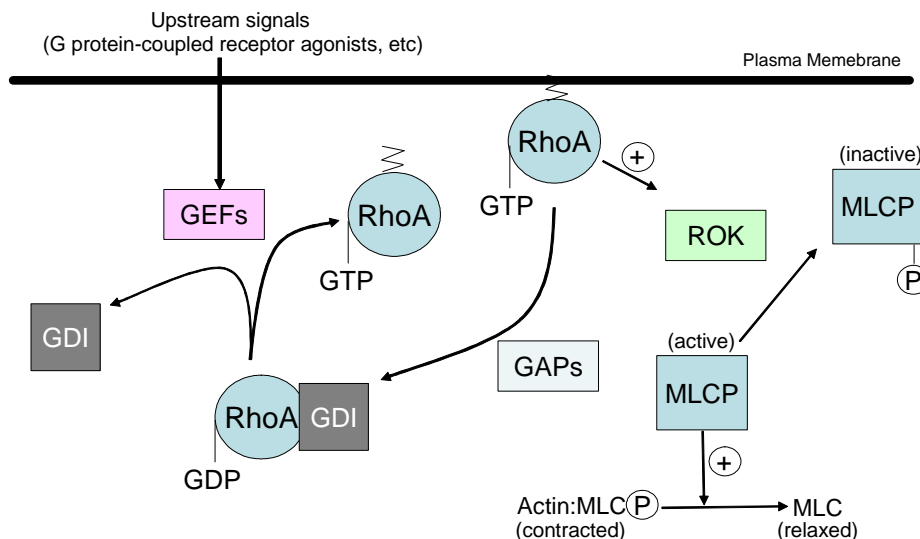 Upstream signals
(G protein-coupled receptor agonists, etc)
Plasma Memebrane
RhoA
+
(inactive)
MLCP
P
GTP
GEFs
RhoA
GTP
ROK
GDI
GAPs
(active)
MLCP
RhoA
GDI
GDP
+
Actin:MLC P
(contracted)
MLC
(relaxed)